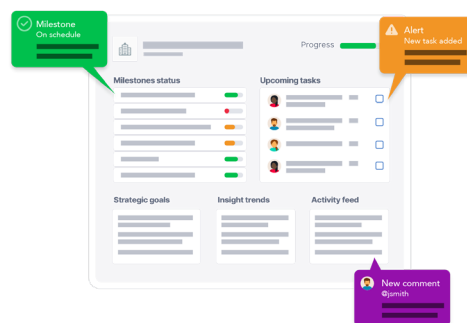 Milestone
On schedule
Alert
New task added
Progress
Milestones status
Upcoming tasks
Strategic goals
Insight trends
Activity feed
New comment
@jsmith